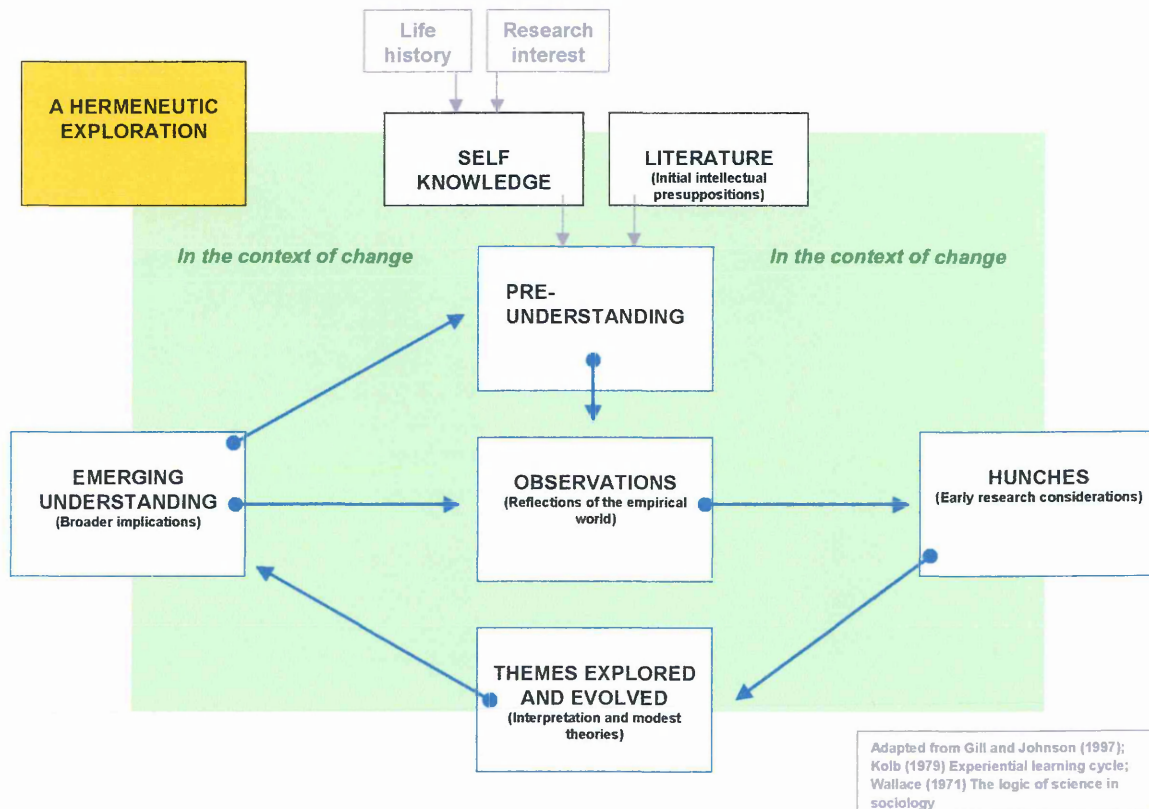 Life
history
Research
interest
A HERMENEUTIC
EXPLORATION
SELF
KNOWLEDGE
LITERATURE
(Initial intellectual
presuppositions)
In the context of change
In the context of change
PRE-
UNDERSTANDING
EMERGING
UNDERSTANDING
(Broader implications)
OBSERVATIONS
(Reflections of the empirical
world)
HUNCHES
(Early research considerations)
THEMES EXPLORED
AND EVOLVED
(Interpretation and modest
theories)
Adapted from Gill and Johnson (1997);
Kolb (1979) Experiential learning cycle;
Wallace (1971) The logic of science in
sociology